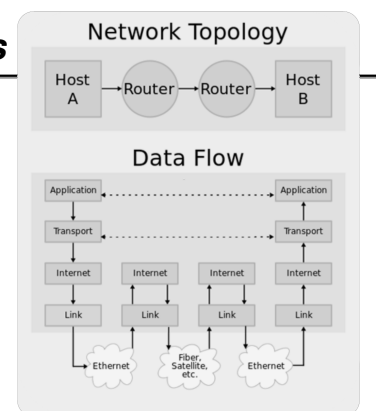 s
Network Topology
Host
A
Router
Router
Host
B
Data Flow
Application
Application
Transport
Transport
Internet
Internet
Internet
Internet
Link
Link
Link
Link
Ethernet
Fiber,
Satellite,
etc.
Ethernet